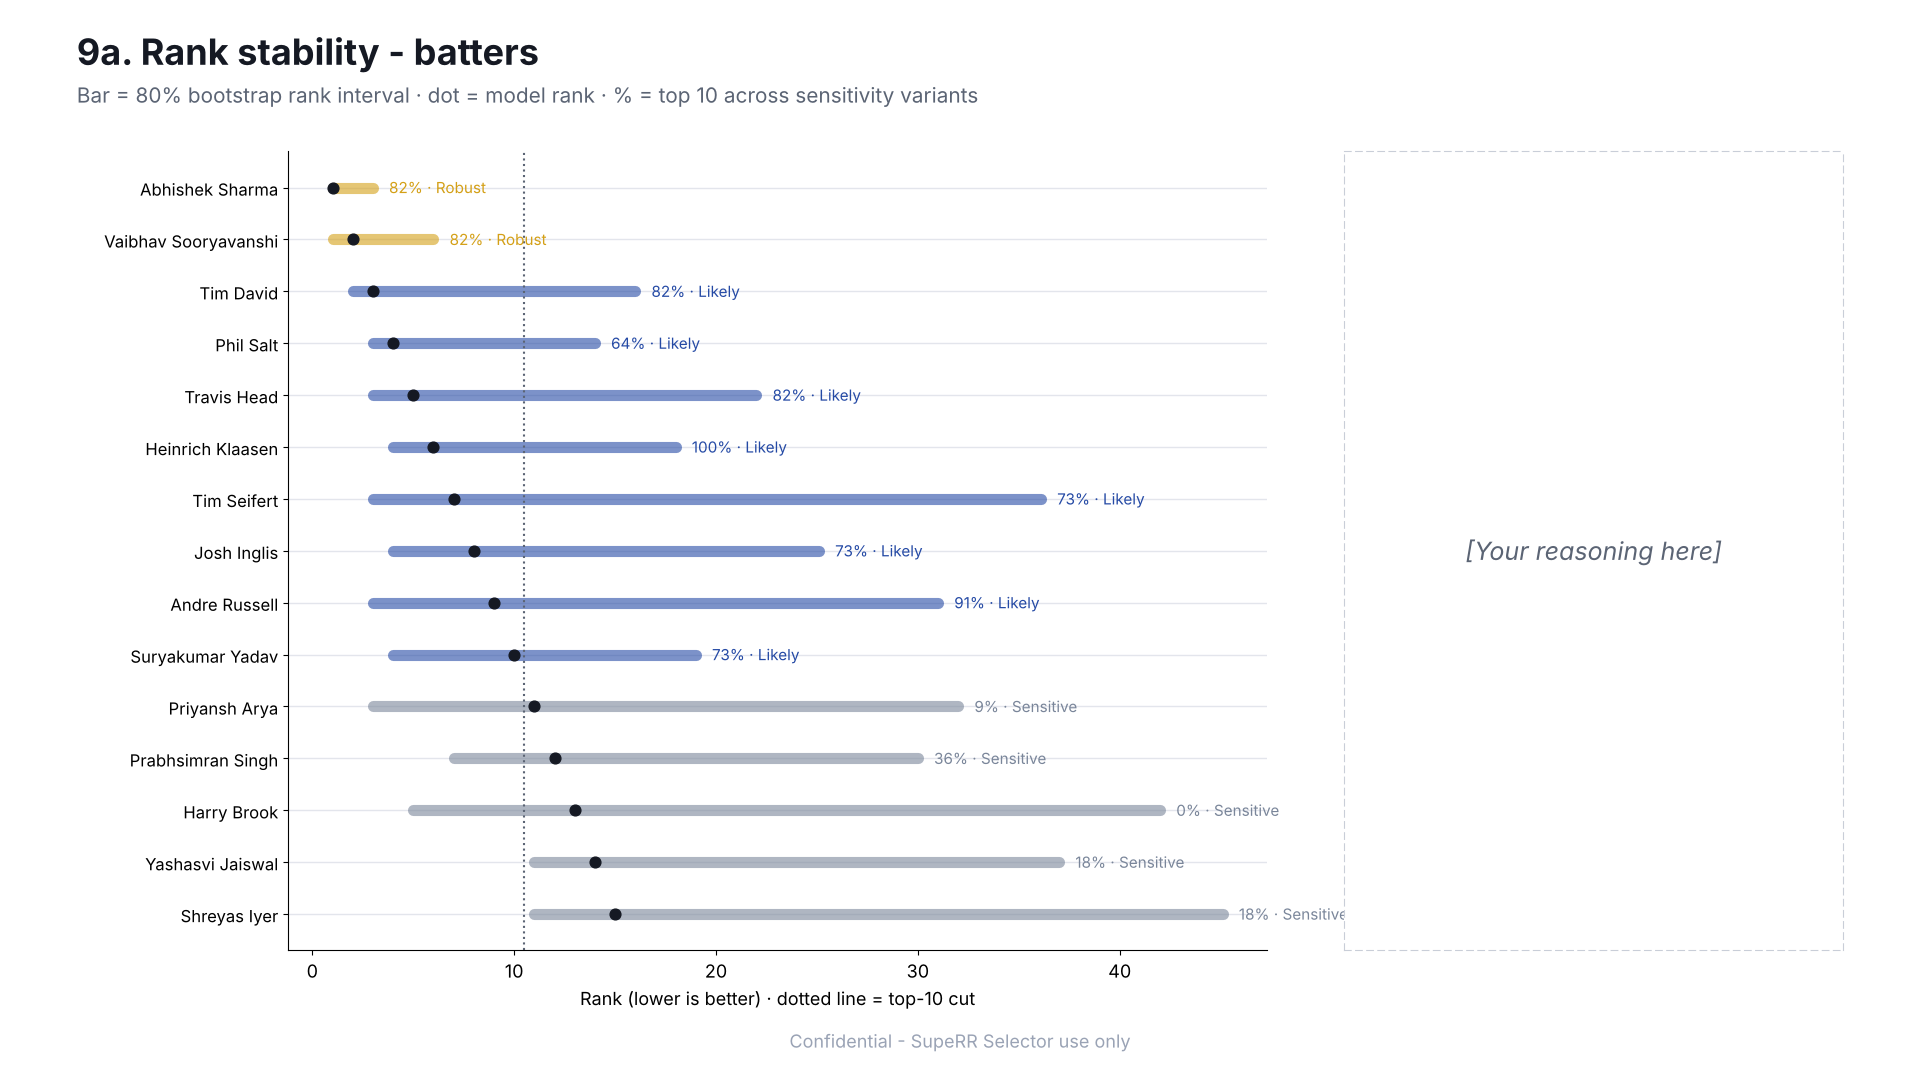 9a. Rank stability - batters
Bar = 80% bootstrap rank interval · dot = model rank · % = top 10 across sensitivity variants
Abhishek Sharma
82% · Robust
Vaibhav Sooryavanshi
82% · Robust
Tim David
82% · Likely
Phil Salt
64% · Likely
Travis Head
82% · Likely
Heinrich Klaasen
100% · Likely
Tim Seifert
73% · Likely
Josh Inglis
73% · Likely
Andre Russell
91% · Likely
Suryakumar Yadav
73% · Likely
Priyansh Arya
9% · Sensitive
Prabhsimran Singh
36% · Sensitive
Harry Brook
0% · Sensitive
Yashasvi Jaiswal
18% · Sensitive
Shreyas Iyer
18% · Sensitive
0 10 20 30 40
Rank (lower is better) · dotted line = top-10 cut
[Your reasoning here]
Confidential - SupeRR Selector use only